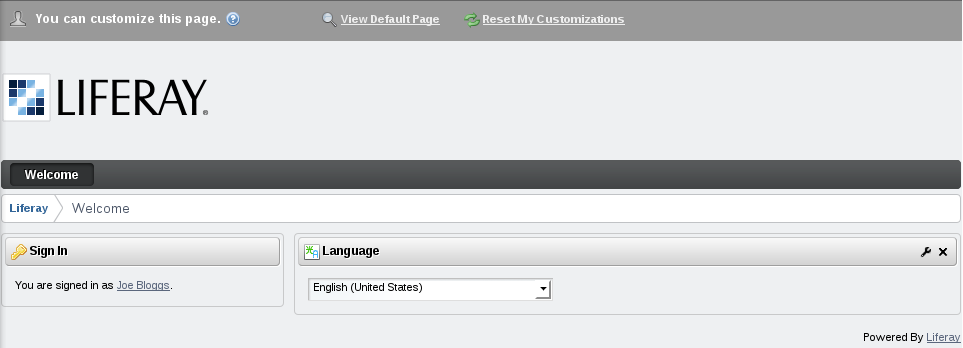 You can customize this page. ? View Default Page Reset My Customizations
LIFERAY®
Welcome
Liferay Welcome
Sign In
You are signed in as Joe Bloggs.
Language
English (United States)
Powered By Liferay